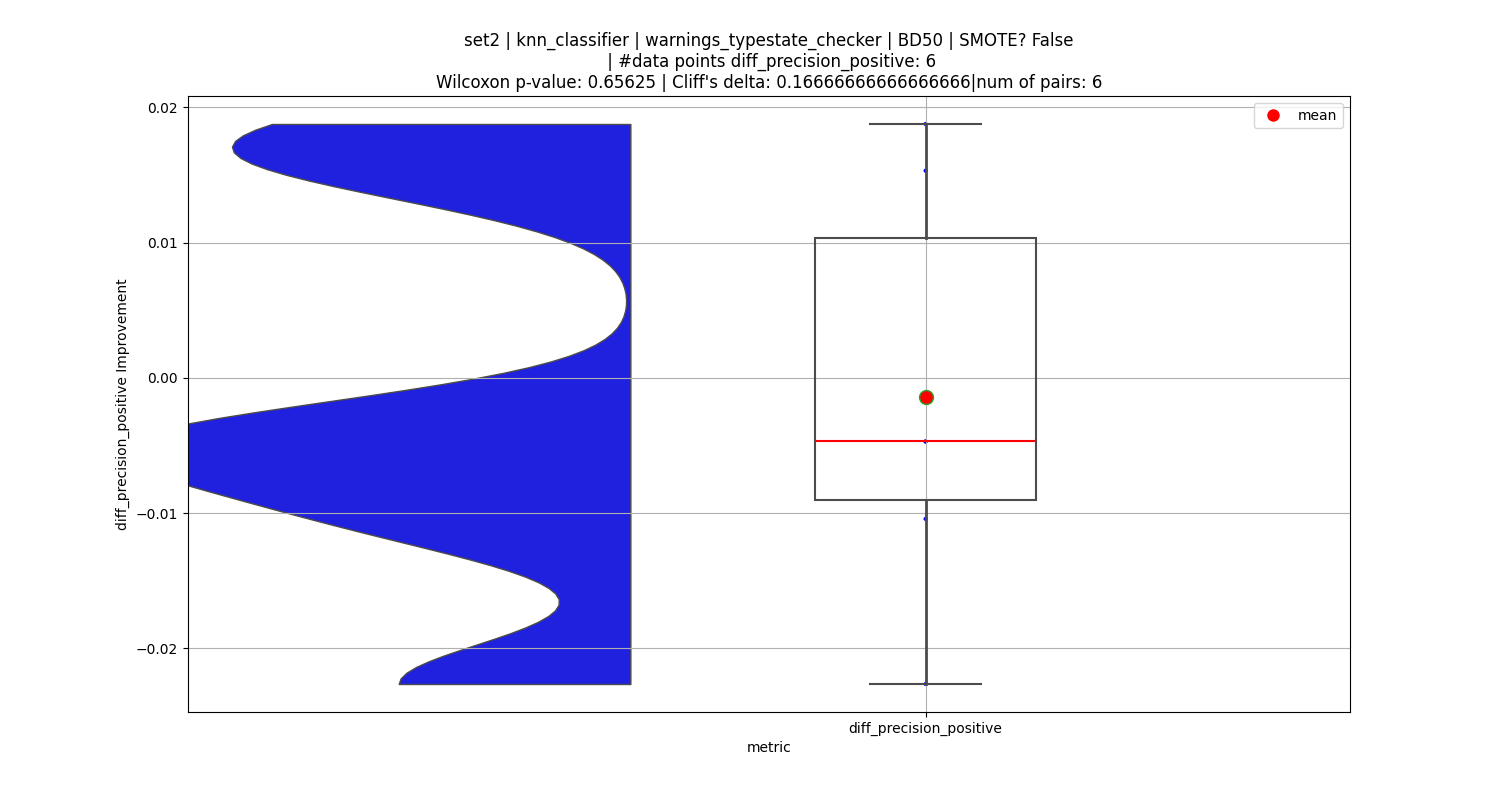 set2 | knn_classifier | warnings_typestate_checker | BD50 | SMOTE? False
| #data points diff_precision_positive: 6
Wilcoxon p-value: 0.65625 | Cliff's delta: 0.16666666666666666|num of pairs: 6
mean
0.02
0.01
0.00
−0.01
−0.02
diff_precision_positive Improvement
diff_precision_positive
metric